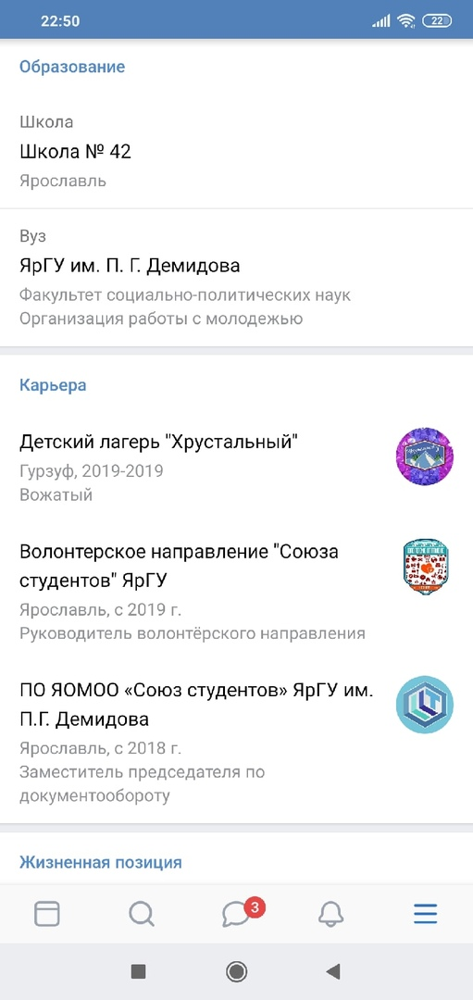 22:50
22
Образование
Школа
Школа № 42
Ярославль
Вуз
ЯрГУ им. П. Г. Демидова
Факультет социально-политических наук
Организация работы с молодежью
Карьера
Детский лагерь "Хрустальный"
Гурзуф, 2019-2019
Вожатый
Волонтерское направление "Союза
студентов" ЯрГУ
Ярославль, с 2019 г.
Руководитель волонтёрского направления
ПО ЯОМОО «Союз студентов» ЯрГУ им.
П.Г. Демидова
Ярославль, с 2018 г.
Заместитель председателя по
документообороту
Жизненная позиция
3